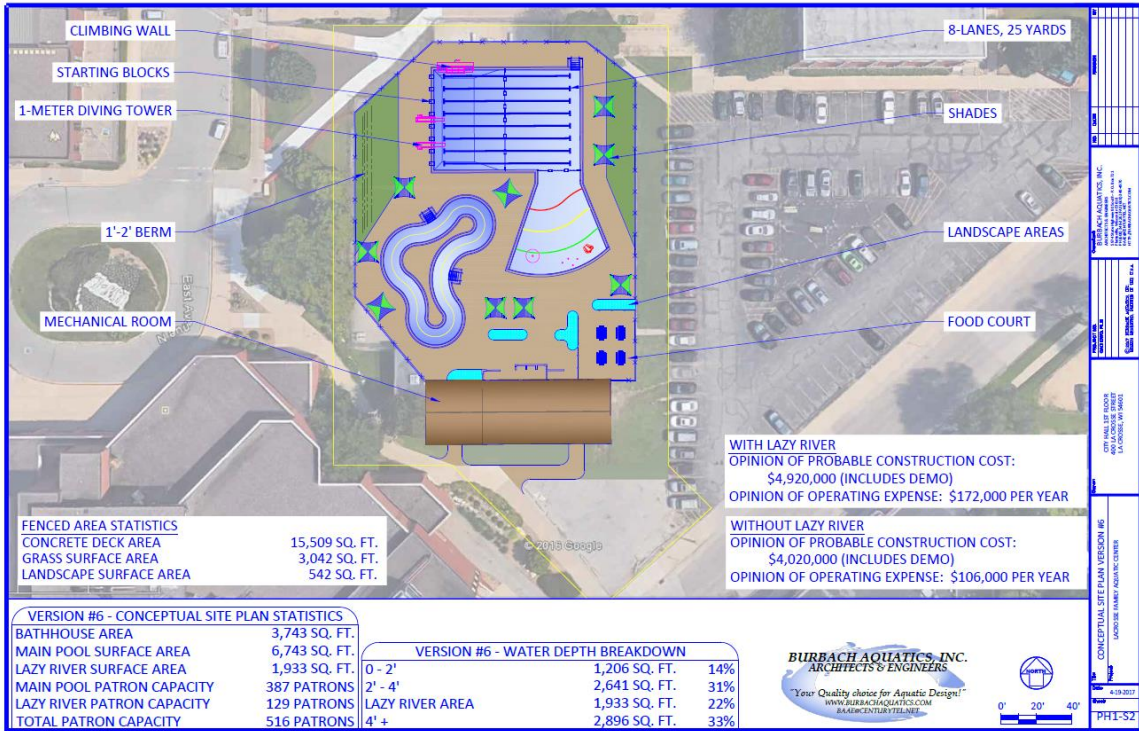 CLIMBING WALL
STARTING BLOCKS
1-METER DIVING TOWER
1'-2' BERM
MECHANICAL ROOM
8-LANES, 25 YARDS
SHADES
LANDSCAPE AREAS
FOOD COURT
East Ave N
© 2016 Google
WITH LAZY RIVER
OPINION OF PROBABLE CONSTRUCTION COST:
$4,920,000 (INCLUDES DEMO)
OPINION OF OPERATING EXPENSE: $172,000 PER YEAR
WITHOUT LAZY RIVER
OPINION OF PROBABLE CONSTRUCTION COST:
$4,020,000 (INCLUDES DEMO)
OPINION OF OPERATING EXPENSE: $106,000 PER YEAR
FENCED AREA STATISTICS
CONCRETE DECK AREA 15,509 SQ. FT.
GRASS SURFACE AREA 3,042 SQ. FT.
LANDSCAPE SURFACE AREA 542 SQ. FT.
VERSION #6 - CONCEPTUAL SITE PLAN STATISTICS
BATHHOUSE AREA 3,743 SQ. FT.
MAIN POOL SURFACE AREA 6,743 SQ. FT.
LAZY RIVER SURFACE AREA 1,933 SQ. FT.
MAIN POOL PATRON CAPACITY 387 PATRONS
LAZY RIVER PATRON CAPACITY 129 PATRONS
TOTAL PATRON CAPACITY 516 PATRONS
VERSION #6 - WATER DEPTH BREAKDOWN
0 - 2' 1,206 SQ. FT. 14%
2' - 4' 2,641 SQ. FT. 31%
LAZY RIVER AREA 1,933 SQ. FT. 22%
4' + 2,896 SQ. FT. 33%
BURBACH AQUATICS, INC.
ARCHITECTS & ENGINEERS
"Your Quality choice for Aquatic Design!"
WWW.BURBACHAQUATICS.COM
BAAE@CENTURYTEL.NET
NORTH
0' 20' 40'
BURBACH AQUATICS, INC.
CITY HALL 1ST FLOOR
400 LA CROSSE STREET
LA CROSSE, WI 54601
CONCEPTUAL SITE PLAN VERSION #6
LACROSSE FAMILY AQUATIC CENTER
4-19-2017
PH1-S2